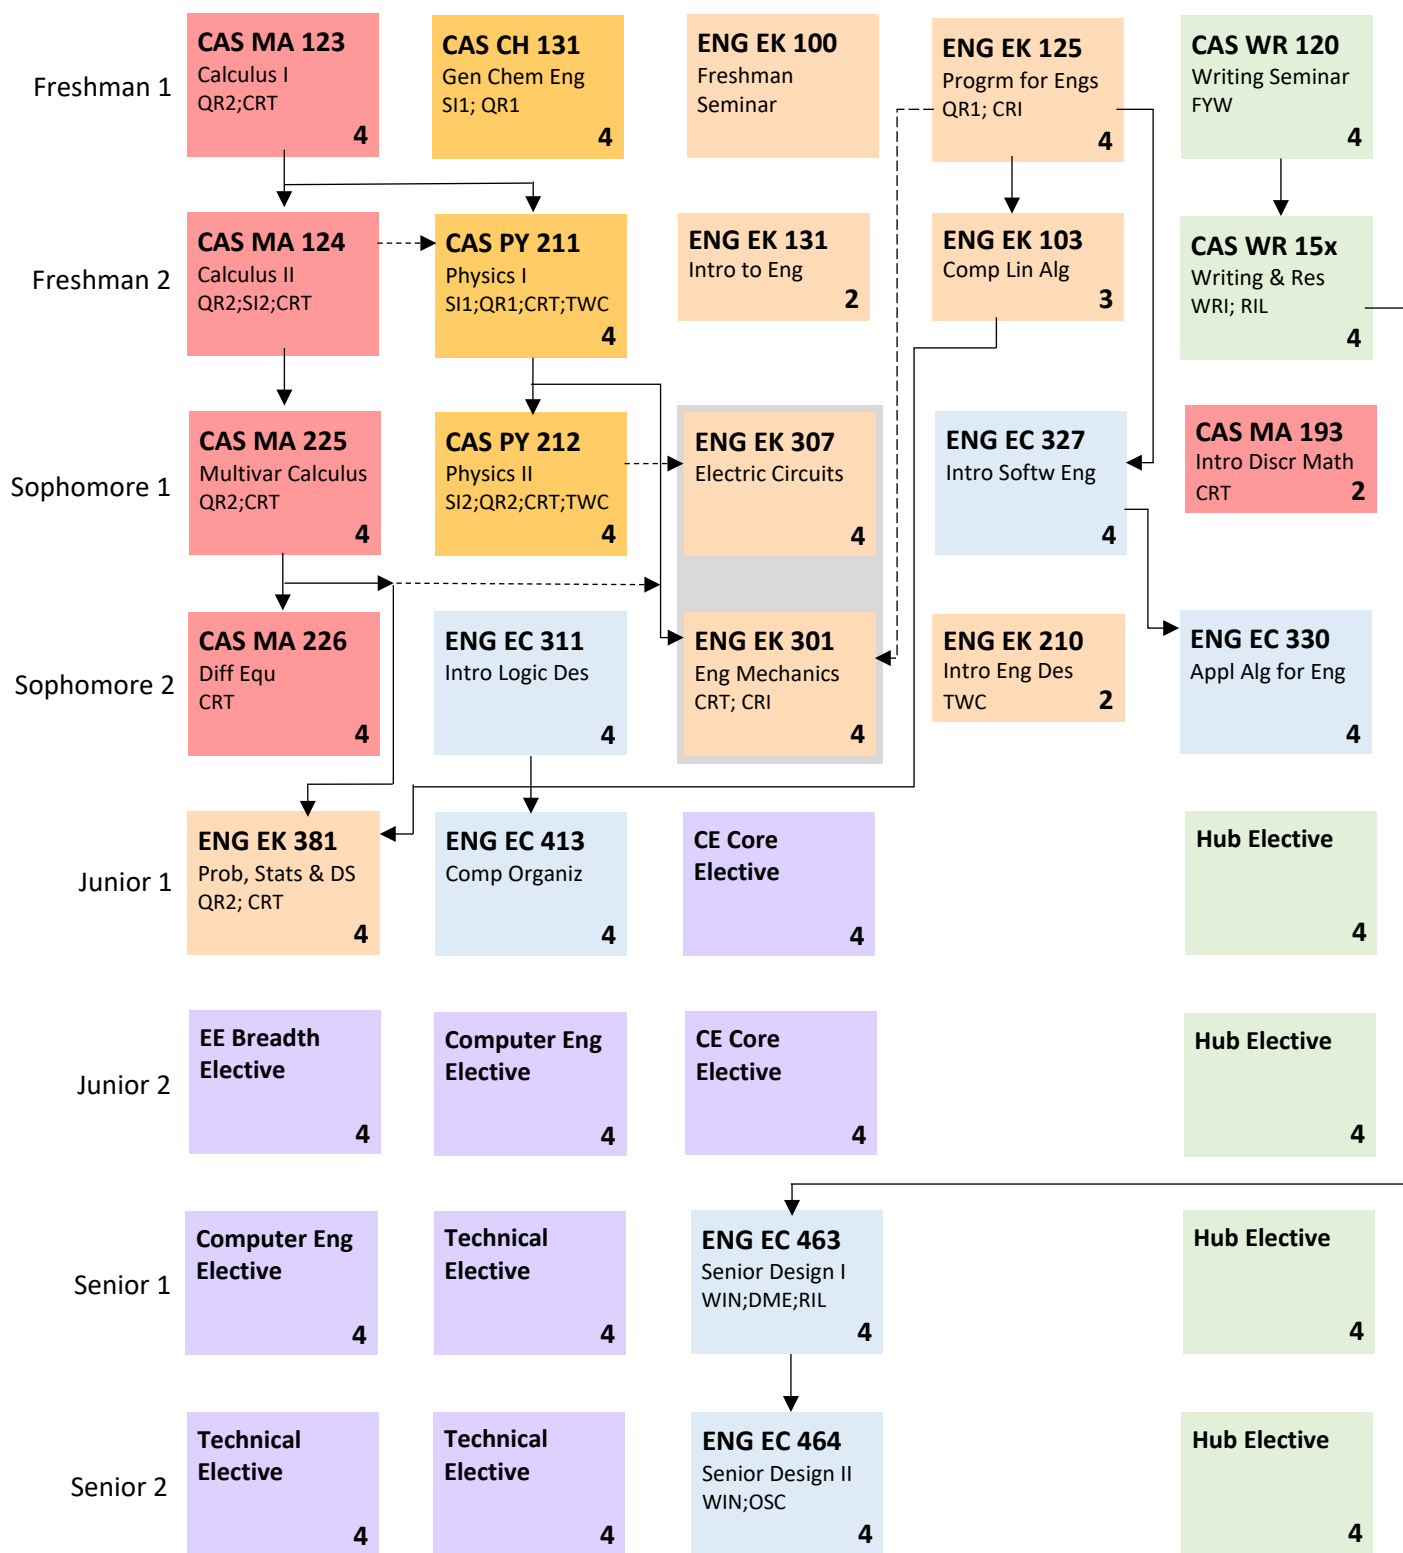 Freshman 1
CAS MA 123
Calculus I
QR2;CRT
4
CAS CH 131
Gen Chem Eng
SI1; QR1
4
ENG EK 100
Freshman
Seminar
ENG EK 125
Progrm for Engs
QR1; CRI
4
CAS WR 120
Writing Seminar
FYW
4
Freshman 2
CAS MA 124
Calculus II
QR2;SI2;CRT
4
CAS PY 211
Physics I
SI1;QR1;CRT;TWC
4
ENG EK 131
Intro to Eng
2
ENG EK 103
Comp Lin Alg
3
CAS WR 15x
Writing & Res
WRI; RIL
4
Sophomore 1
CAS MA 225
Multivar Calculus
QR2;CRT
4
CAS PY 212
Physics II
SI2;QR2;CRT;TWC
4
ENG EK 307
Electric Circuits
4
ENG EC 327
Intro Softw Eng
4
CAS MA 193
Intro Discr Math
CRT
2
Sophomore 2
CAS MA 226
Diff Equ
CRT
4
ENG EC 311
Intro Logic Des
4
ENG EK 301
Eng Mechanics
CRT; CRI
4
ENG EK 210
Intro Eng Des
TWC
2
ENG EC 330
Appl Alg for Eng
4
Junior 1
ENG EK 381
Prob, Stats & DS
QR2; CRT
4
ENG EC 413
Comp Organiz
4
CE Core
Elective
4
Hub Elective
4
Junior 2
EE Breadth
Elective
4
Computer Eng
Elective
4
CE Core
Elective
4
Hub Elective
4
Senior 1
Computer Eng
Elective
4
Technical
Elective
4
ENG EC 463
Senior Design I
WIN;DME;RIL
4
Hub Elective
4
Senior 2
Technical
Elective
4
Technical
Elective
4
ENG EC 464
Senior Design II
WIN;OSC
4
Hub Elective
4